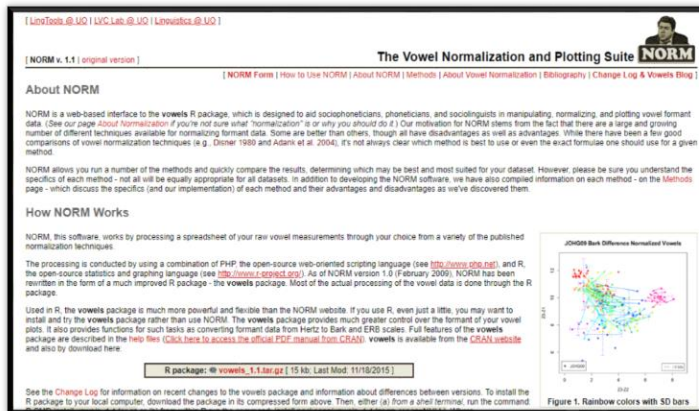 [ LingTools @ UO | LVC Lab @ UO | Linguistics @ UO ]
[ NORM v. 1.1 | original version ]
The Vowel Normalization and Plotting Suite NORM
[ NORM Form | How to Use NORM | About NORM | Methods | About Vowel Normalization | Bibliography | Change Log & Vowels Blog ]
About NORM
NORM is a web-based interface to the vowels R package, which is designed to aid sociophoneticians, phoneticians, and sociolinguists in manipulating, normalizing, and plotting vowel formant
data. (See our page About Normalization if you're not sure what "normalization" is or why you should do it.) Our motivation for NORM stems from the fact that there are a large and growing
number of different techniques available for normalizing formant data. Some are better than others, though all have disadvantages as well as advantages. While there have been a few good
comparisons of vowel normalization techniques (e.g., Disner 1980 and Adank et al. 2004), it's not always clear which method is best to use or even the exact formulae one should use for a given
method.
NORM allows you run a number of the methods and quickly compare the results, determining which may be best and most suited for your dataset. However, please be sure you understand the
specifics of each method - not all will be equally appropriate for all datasets. In addition to developing the NORM software, we have also compiled information on each method - on the Methods
page - which discuss the specifics (and our implementation) of each method and their advantages and disadvantages as we've discovered them.
How NORM Works
NORM, this software, works by processing a spreadsheet of your raw vowel measurements through your choice from a variety of the published
normalization techniques.
The processing is conducted by using a combination of PHP, the open-source web-oriented scripting language (see http://www.php.net), and R,
the open-source statistics and graphing language (see http://www.r-project.org/). As of NORM version 1.0 (February 2009), NORM has been
rewritten in the form of a much improved R package - the vowels package. Most of the actual processing of the vowel data is done through the R
package.
Used in R, the vowels package is much more powerful and flexible than the NORM website. If you use R, even just a little, you may want to
install and try the vowels package rather than use NORM. The vowels package provides much greater control over the format of your vowel
plots. It also provides functions for such tasks as converting formant data from Hertz to Bark and ERB scales. Full features of the vowels
package are described in the help files (Click here to access the official PDF manual from CRAN). vowels is available from the CRAN website
and also by download here:
R package: vowels_1.1.tar.gz [ 15 kb: Last Mod: 11/18/2015 ]
See the Change Log for information on recent changes to the vowels package and information about differences between versions. To install the
R package to your local computer, download the package in its compressed form above. Then, either (a) from a shell terminal, run the command:
JOHG09 Bark Difference Normalized Vowels
Figure 1. Rainbow colors with SD bars